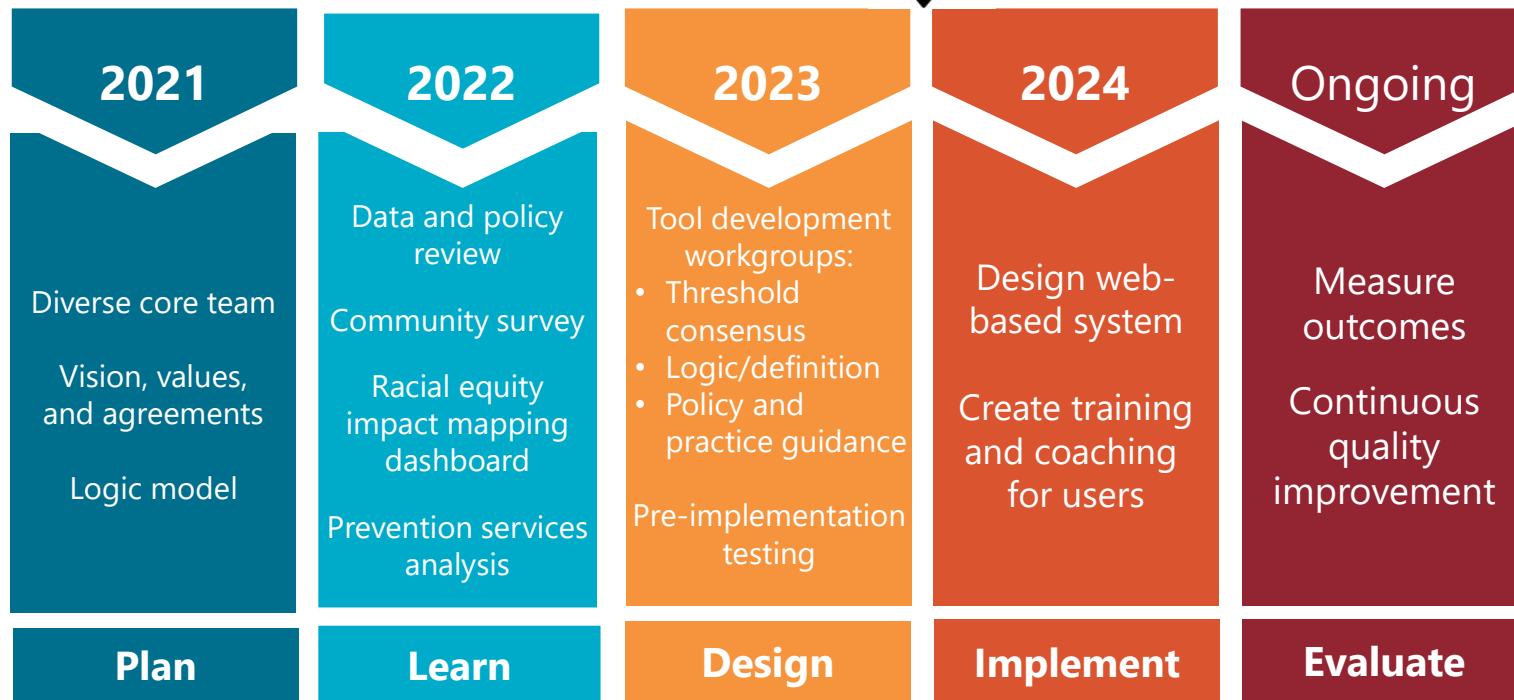 2021
Diverse core team
Vision, values,
and agreements
Logic model
Plan
2022
Data and policy
review
Community survey
Racial equity
impact mapping
dashboard
Prevention services
analysis
Learn
2023
Tool development
workgroups:
• Threshold
consensus
• Logic/definition
• Policy and
practice guidance
Pre-implementation
testing
Design
2024
Design web-
based system
Create training
and coaching
for users
Implement
Ongoing
Measure
outcomes
Continuous
quality
improvement
Evaluate